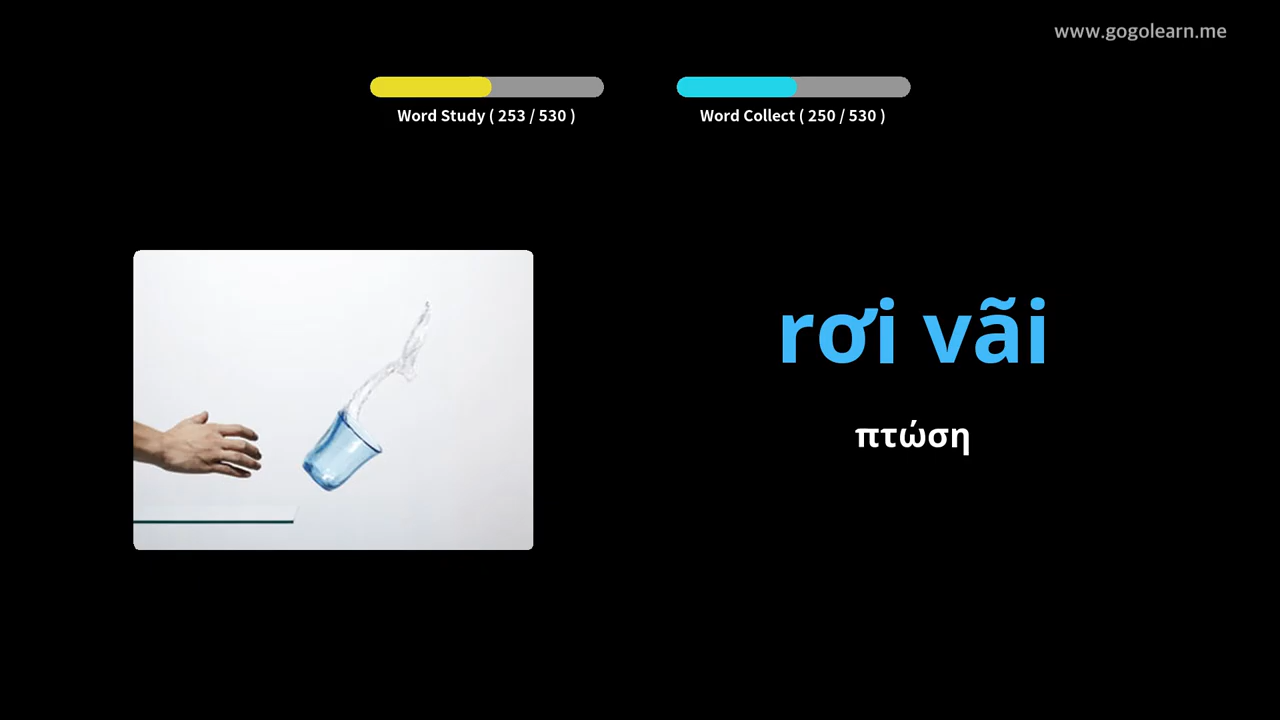 www.gogolearn.me
Word Study ( 253 / 530 )
Word Collect ( 250 / 530 )
rơi vãi
πτώση